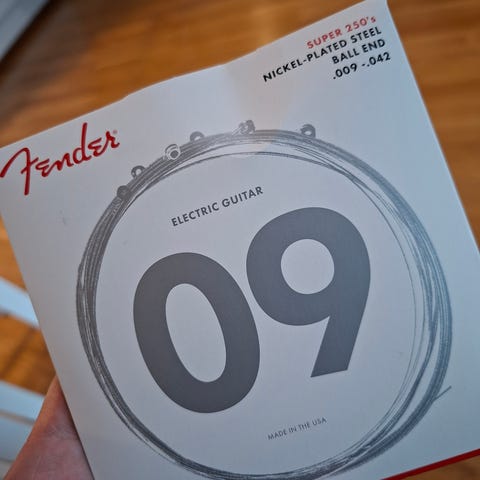 Fender®
SUPER 250's
NICKEL-PLATED STEEL
BALL END
.009 -.042
ELECTRIC GUITAR
09
MADE IN THE USA